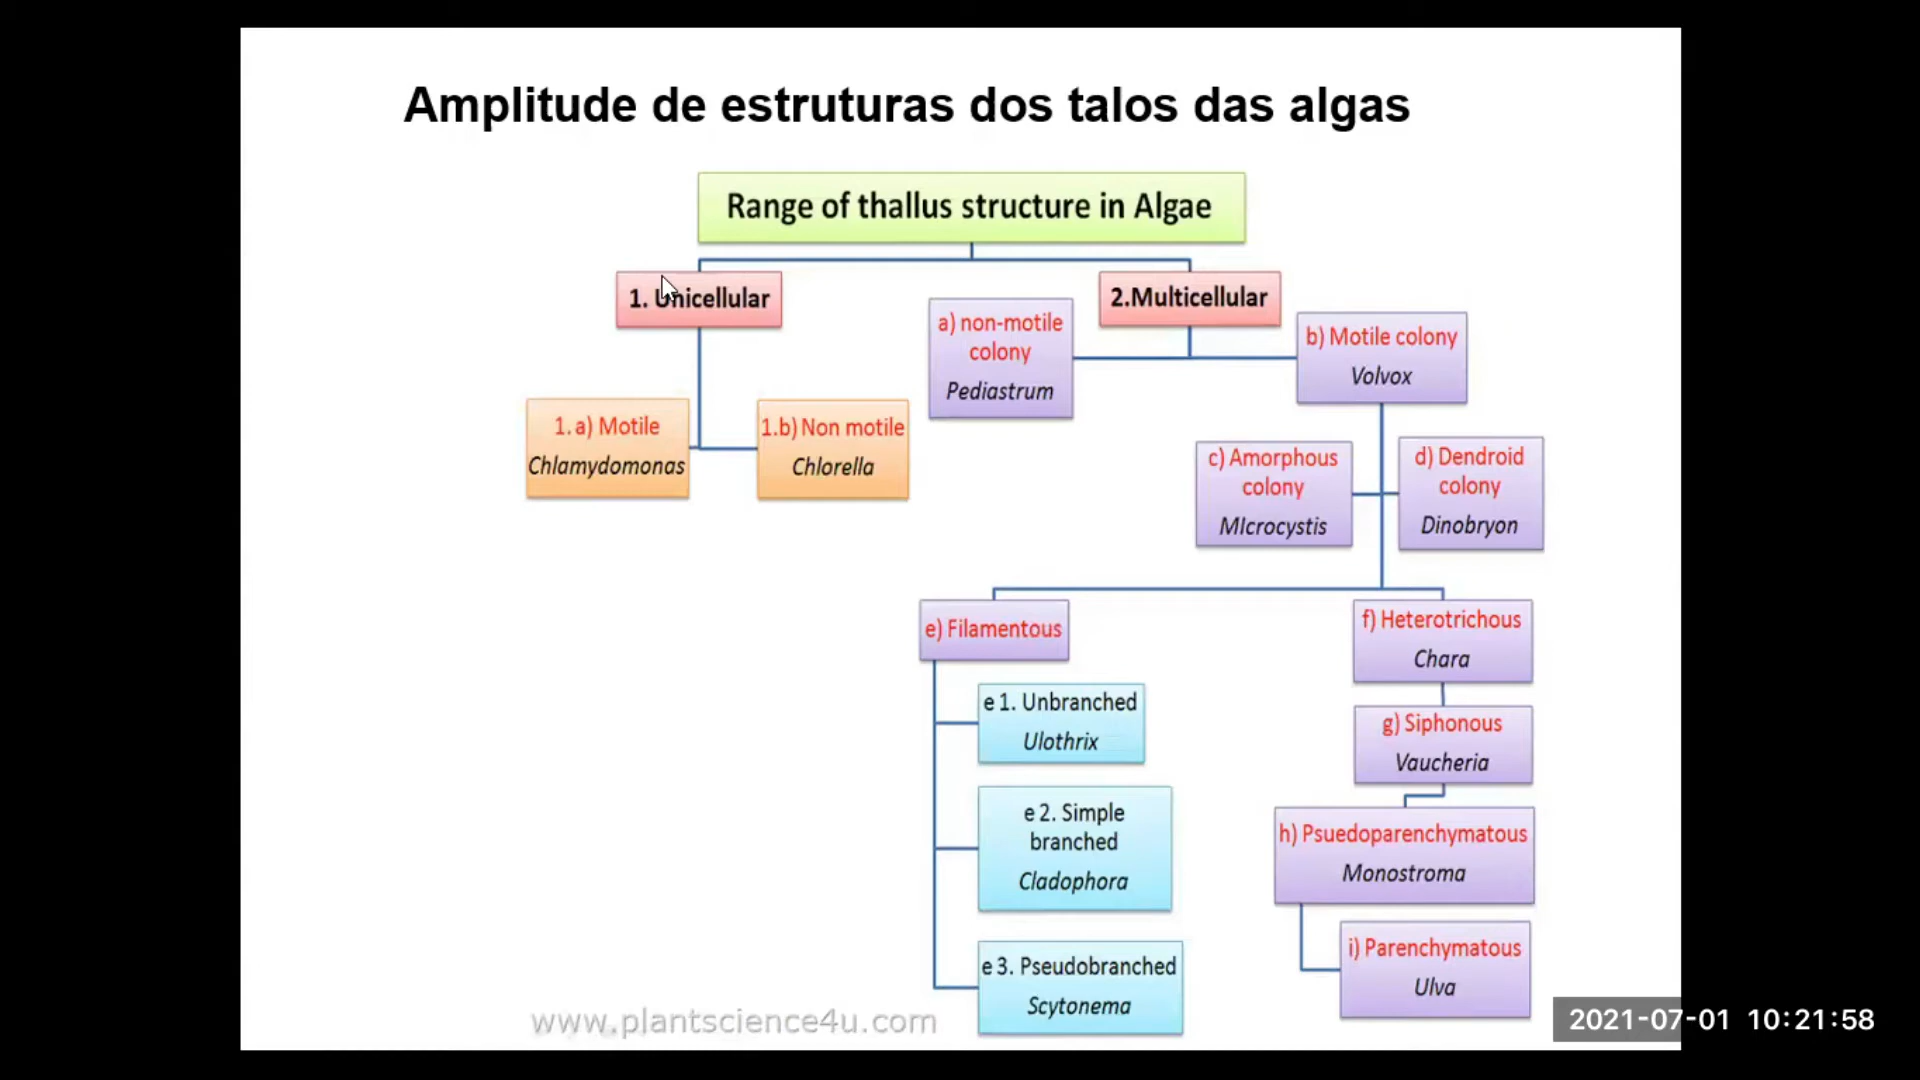 Amplitude de estruturas dos talos das algas
Range of thallus structure in Algae
1. Unicellular
2.Multicellular
a) non-motile
colony
Pediastrum
b) Motile colony
Volvox
1. a) Motile
Chlamydomonas
1.b) Non motile
Chlorella
c) Amorphous
colony
MIcrocystis
d) Dendroid
colony
Dinobryon
e) Filamentous
f) Heterotrichous
Chara
e 1. Unbranched
Ulothrix
g) Siphonous
Vaucheria
e 2. Simple
branched
Cladophora
h) Psuedoparenchymatous
Monostroma
e 3. Pseudobranched
Scytonema
i) Parenchymatous
Ulva
www.plantscience4u.com
2021-07-01 10:21:58